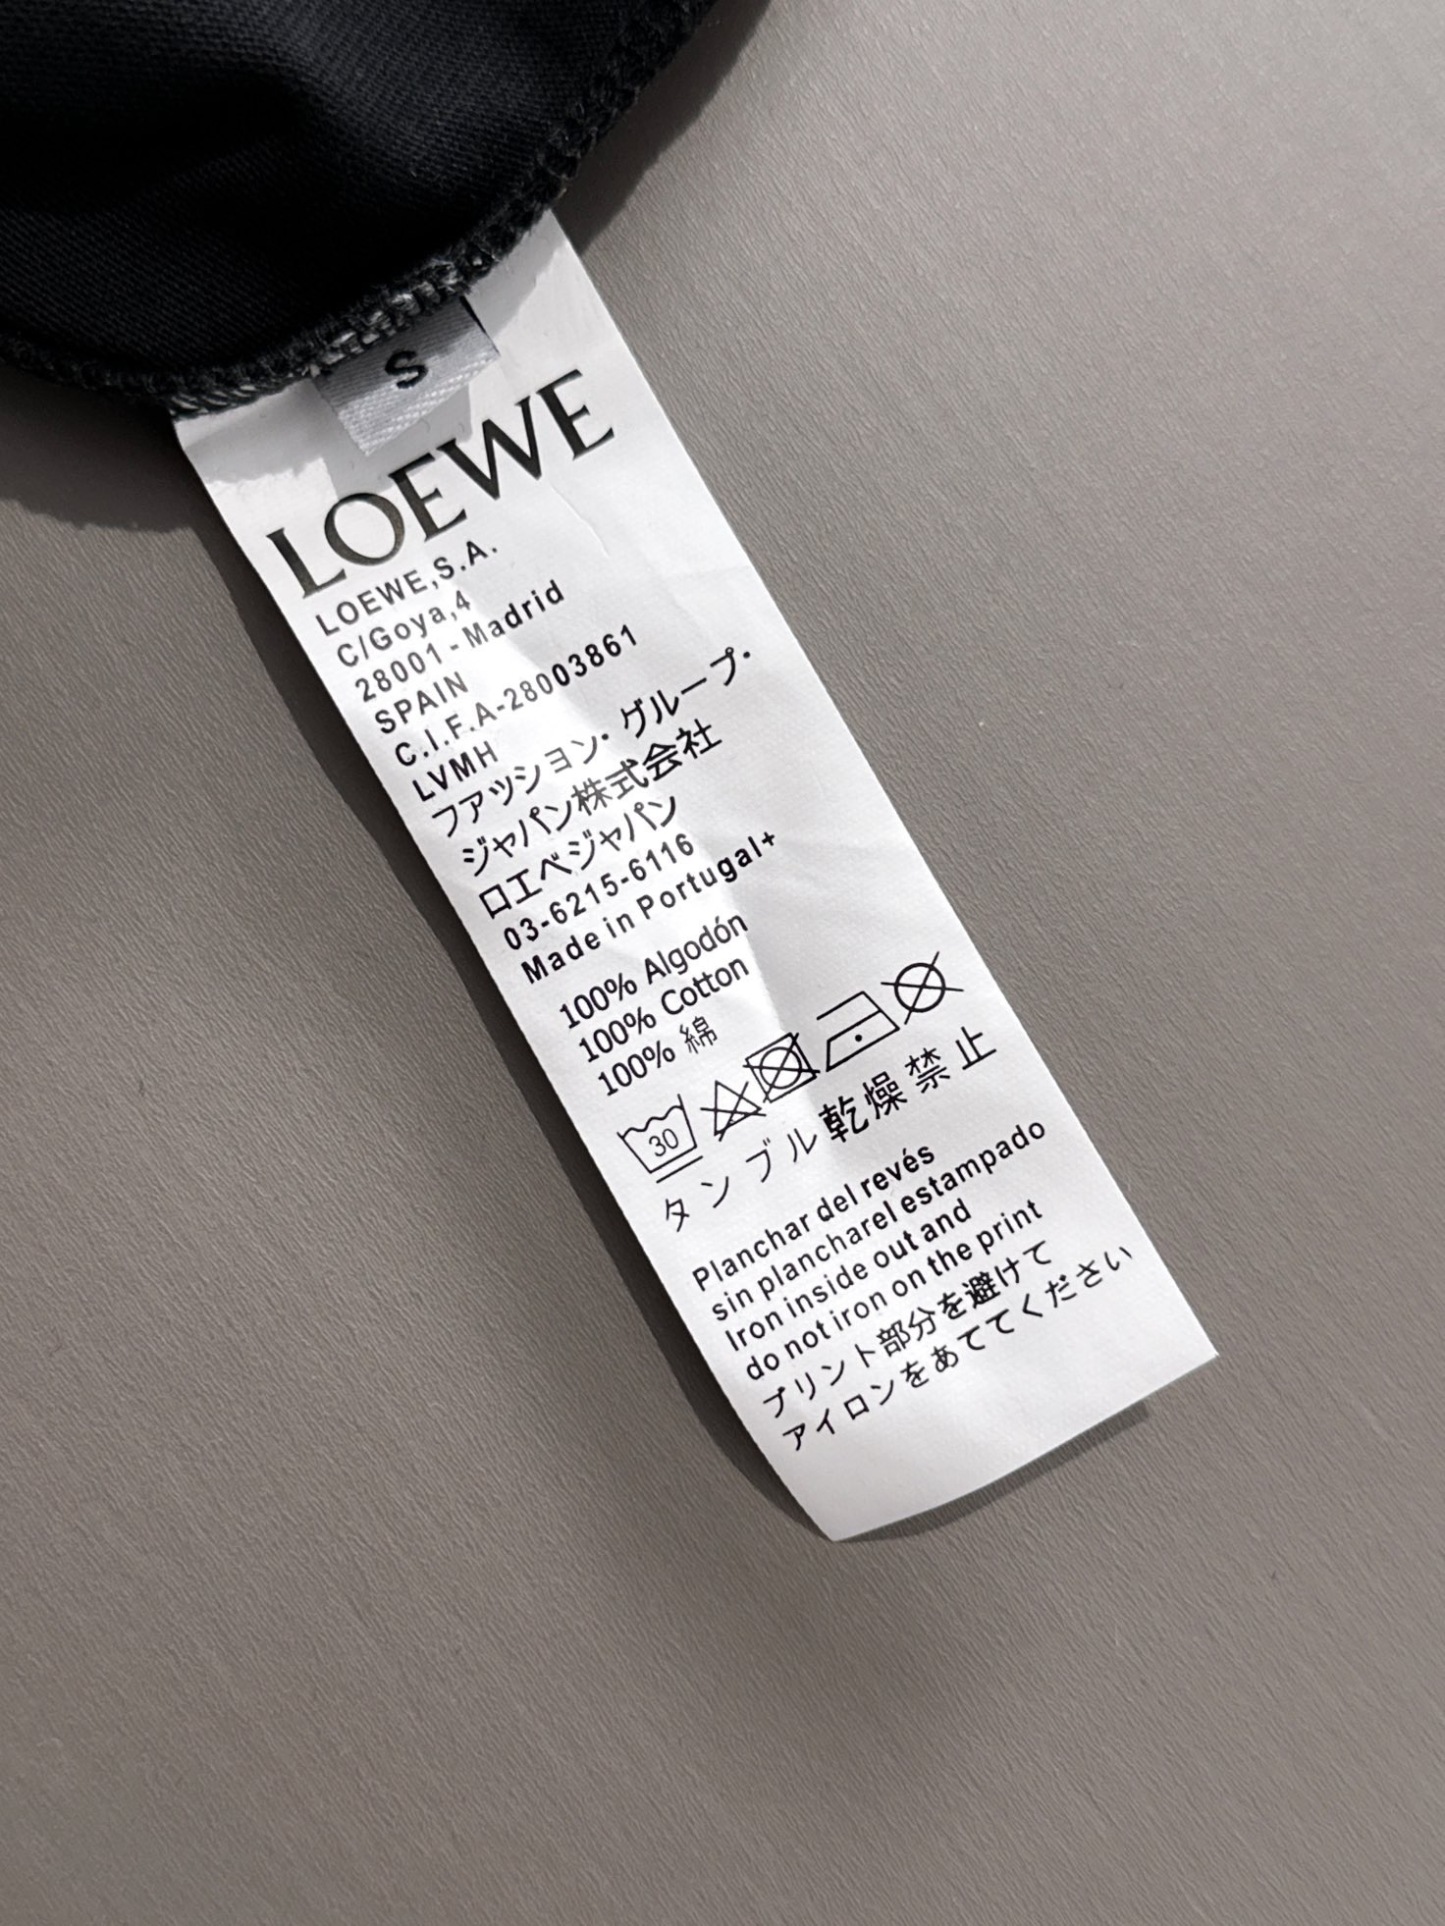 S
LOEWE
LOEWE,S.A.
C/Goya,4
28001 - Madrid
SPAIN
C.I.F.A-28003861
LVMH
ファッション・グループ・
ジャパン株式会社
ロエベジャパン
03-6215-6116
Made in Portugal+
100% Algodón
100% Cotton
100% 綿
30
タンブル乾燥禁止
Planchar del revés
sin plancharel estampado
Iron inside out and
do not iron on the print
プリント部分を避けて
アイロンをあててください